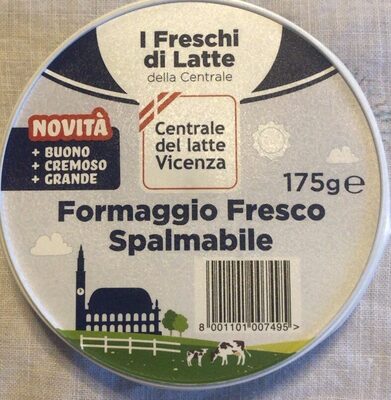 I Freschi
di Latte
della Centrale
NOVITÀ
+ BUONO
+ CREMOSO
+ GRANDE
Centrale
del latte
Vicenza
175g e
Formaggio Fresco
Spalmabile
8 001101 007495 >